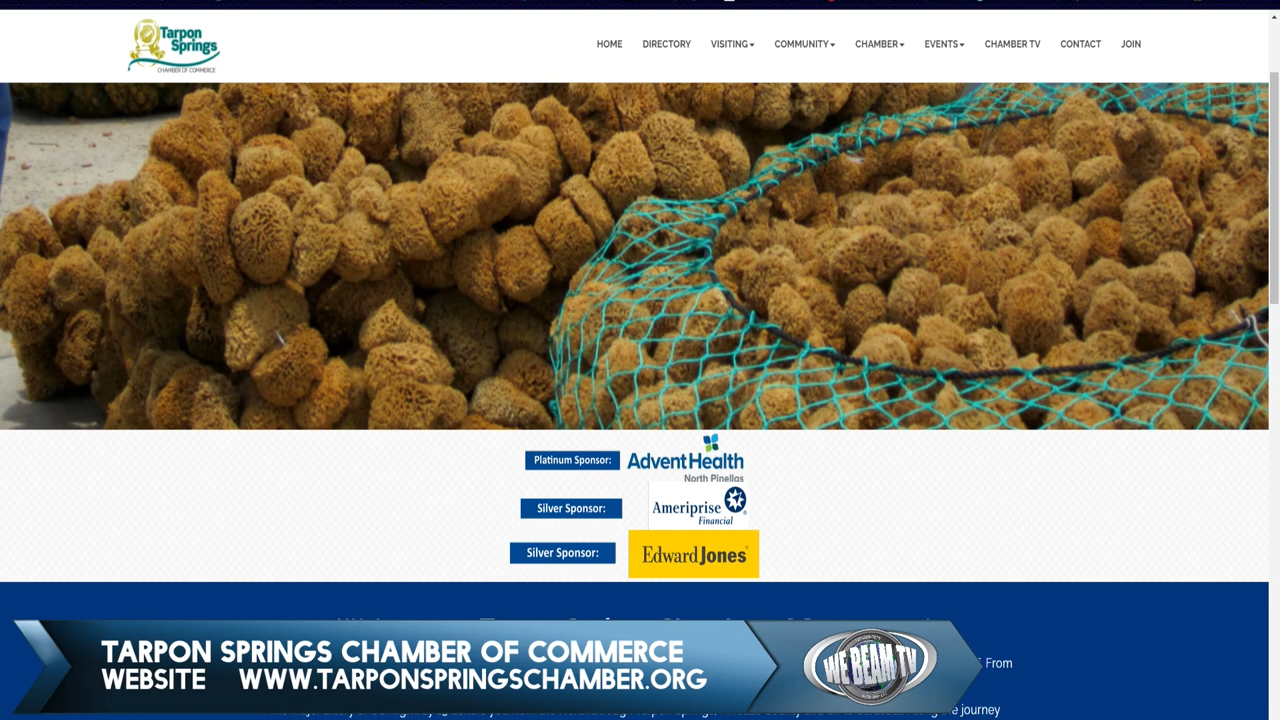 Tarpon
Springs
CHAMBER OF COMMERCE
HOME DIRECTORY VISITING COMMUNITY CHAMBER EVENTS CHAMBER TV CONTACT JOIN
Platinum Sponsor: AdventHealth
North Pinellas
Silver Sponsor: Ameriprise
Financial
Silver Sponsor: Edward Jones
From
TARPON SPRINGS CHAMBER OF COMMERCE
WEBSITE WWW.TARPONSPRINGSCHAMBER.ORG
WE BEAM TV
journey